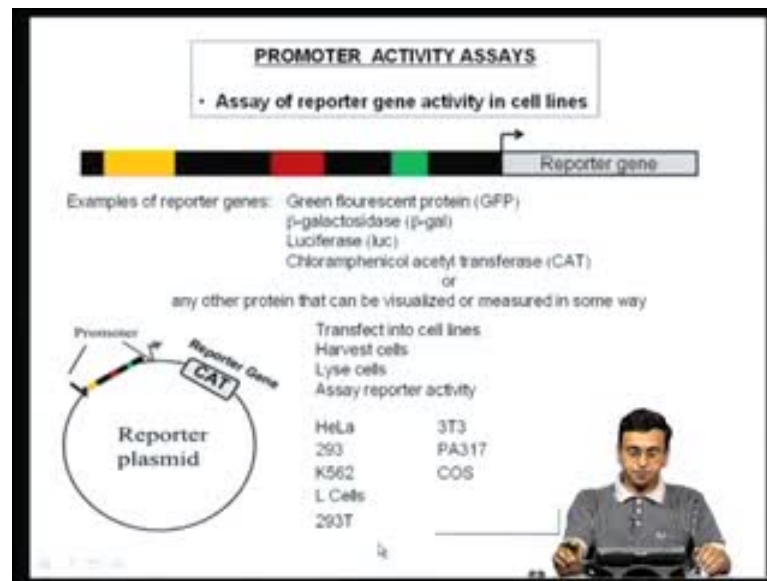 PROMOTER ACTIVITY ASSAYS
· Assay of reporter gene activity in cell lines
Reporter gene
Examples of reporter genes: Green flourescent protein (GFP)
β-galactosidase (β-gal)
Luciferase (luc)
Chloramphenicol acetyl transferase (CAT)
or
any other protein that can be visualized or measured in some way
Promoter
Reporter Gene
CAT
Reporter
plasmid
Transfect into cell lines
Harvest cells
Lyse cells
Assay reporter activity
HeLa 3T3
293 PA317
K562 COS
L Cells
293T